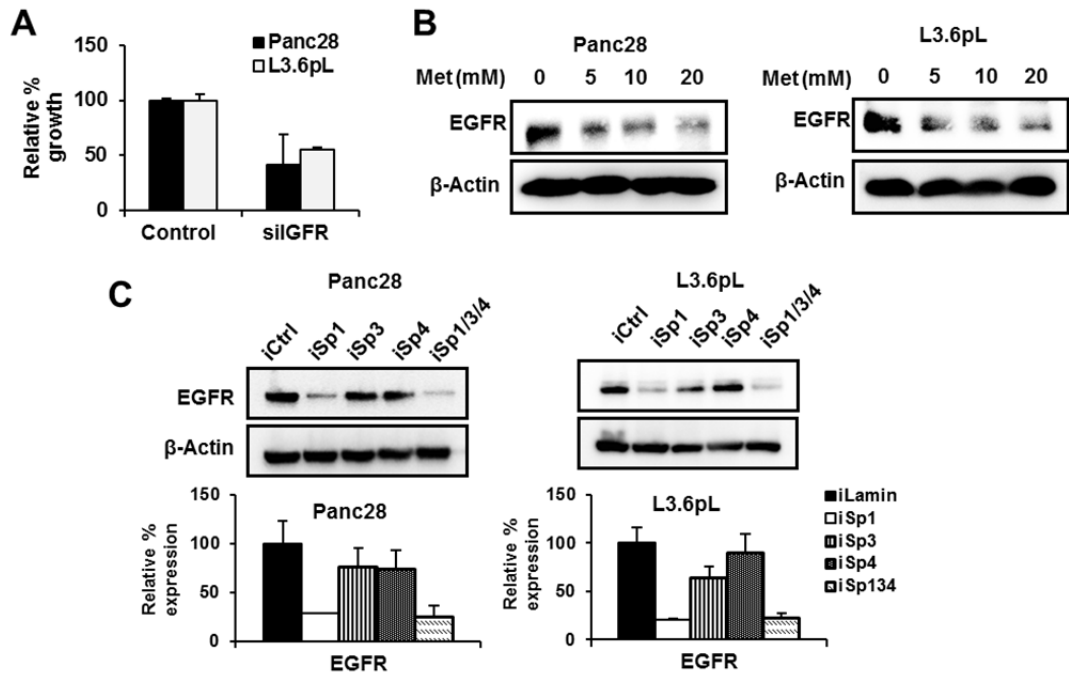 A
150
100
50
0
Relative %
growth
Panc28
L3.6pL
Control
siIGFR
B
Panc28
Met (mM) 0 5 10 20
EGFR
β-Actin
L3.6pL
Met (mM) 0 5 10 20
EGFR
β-Actin
C
Panc28
iCtrl iSp1 iSp3 iSp4 iSp1/3/4
EGFR
β-Actin
L3.6pL
iCtrl iSp1 iSp3 iSp4 iSp1/3/4
150
100
50
0
Relative %
expression
Panc28
EGFR
150
100
50
0
Relative %
expression
L3.6pL
EGFR
iLamin
iSp1
iSp3
iSp4
iSp134